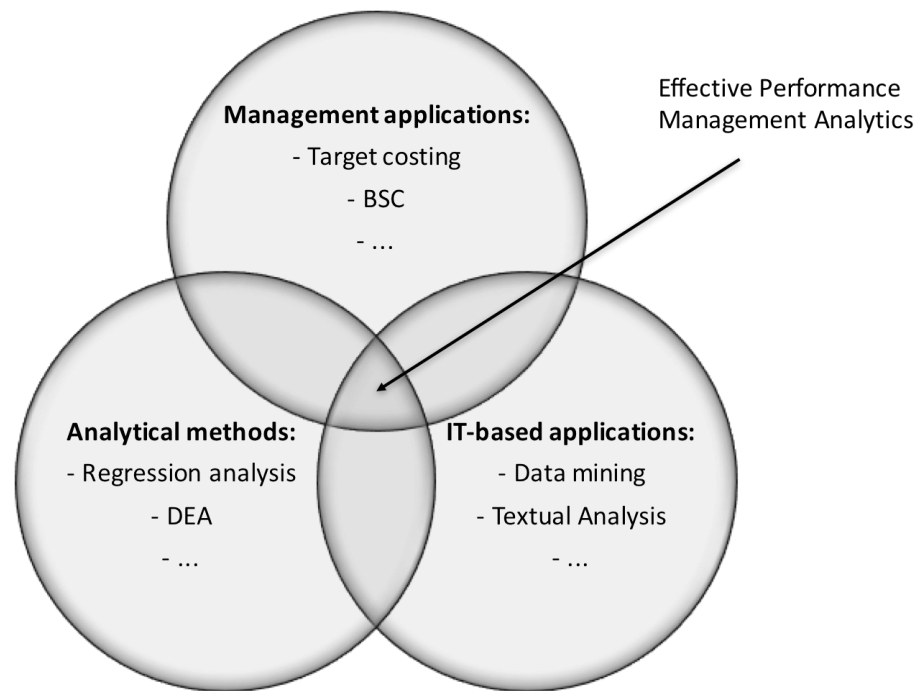 Effective Performance
Management Analytics
Management applications:
- Target costing
- BSC
- ...
Analytical methods:
- Regression analysis
- DEA
- ...
IT-based applications:
- Data mining
- Textual Analysis
- ...